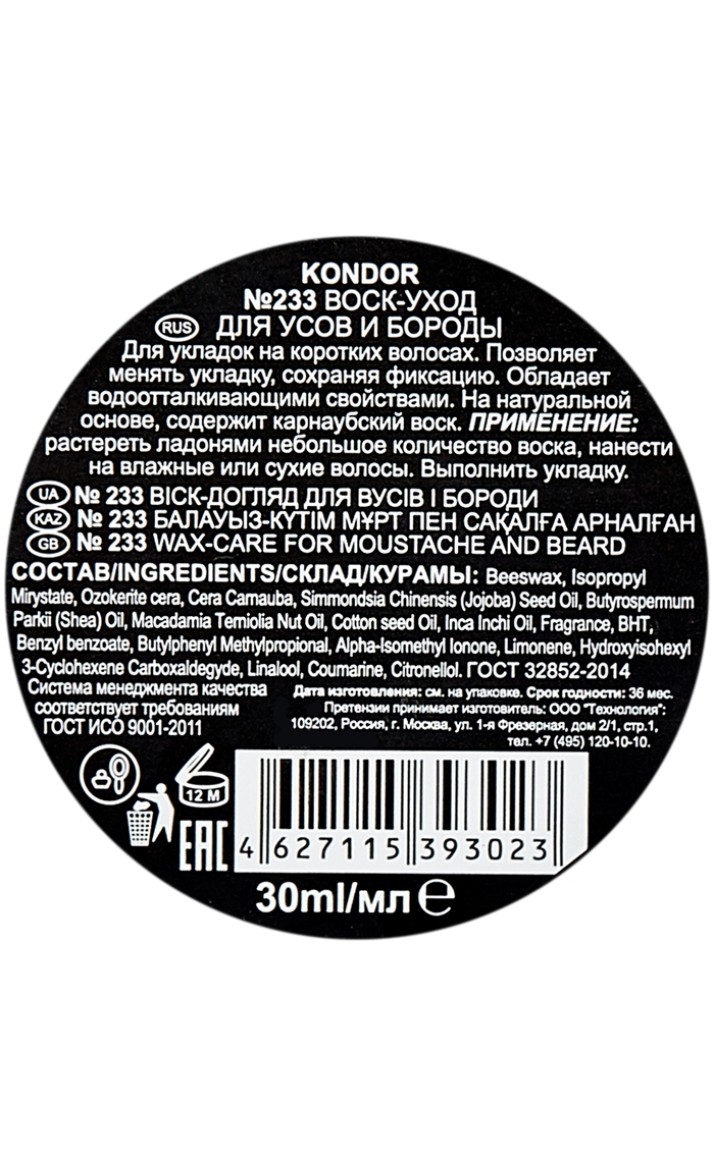 KONDOR
№233 ВОСК-УХОД
RUS ДЛЯ УСОВ И БОРОДЫ
Для укладок на коротких волосах. Позволяет
менять укладку, сохраняя фиксацию. Обладает
водоотталкивающими свойствами. На натуральной
основе, содержит карнаубский воск. ПРИМЕНЕНИЕ:
растереть ладонями небольшое количество воска, нанести
на влажные или сухие волосы. Выполнить укладку.
UA № 233 ВІСК-ДОГЛЯД ДЛЯ ВУСІВ І БОРОДИ
KAZ № 233 БАЛАУЫЗ-КҮТІМ МҰРТ ПЕН САҚАЛҒА АРНАЛҒАН
GB № 233 WAX-CARE FOR MOUSTACHE AND BEARD
СОСТАВ/INGREDIENTS/СКЛАД/КУРАМЫ: Beeswax, Isopropyl
Mirystate, Ozokerite cera, Cera Carnauba, Simmondsia Chinensis (Jojoba) Seed Oil, Butyrospermum
Parkii (Shea) Oil, Macadamia Terniolia Nut Oil, Cotton seed Oil, Inca Inchi Oil, Fragrance, BHT,
Benzyl benzoate, Butylphenyl Methylpropional, Alpha-Isomethyl Ionone, Limonene, Hydroxyisohexyl
3-Cyclohexene Carboxaldegyde, Linalool, Coumarine, Citronellol. ГОСТ 32852-2014
Система менеджмента качества
соответствует требованиям
ГОСТ ИСО 9001-2011
Дата изготовления: см. на упаковке. Срок годности: 36 мес.
Претензии принимает изготовитель: ООО "Технология":
109202, Россия, г. Москва, ул. 1-я Фрезерная, дом 2/1, стр.1,
тел. +7 (495) 120-10-10.
12 M
EAC
4 627115 393023
30ml/мл ℮